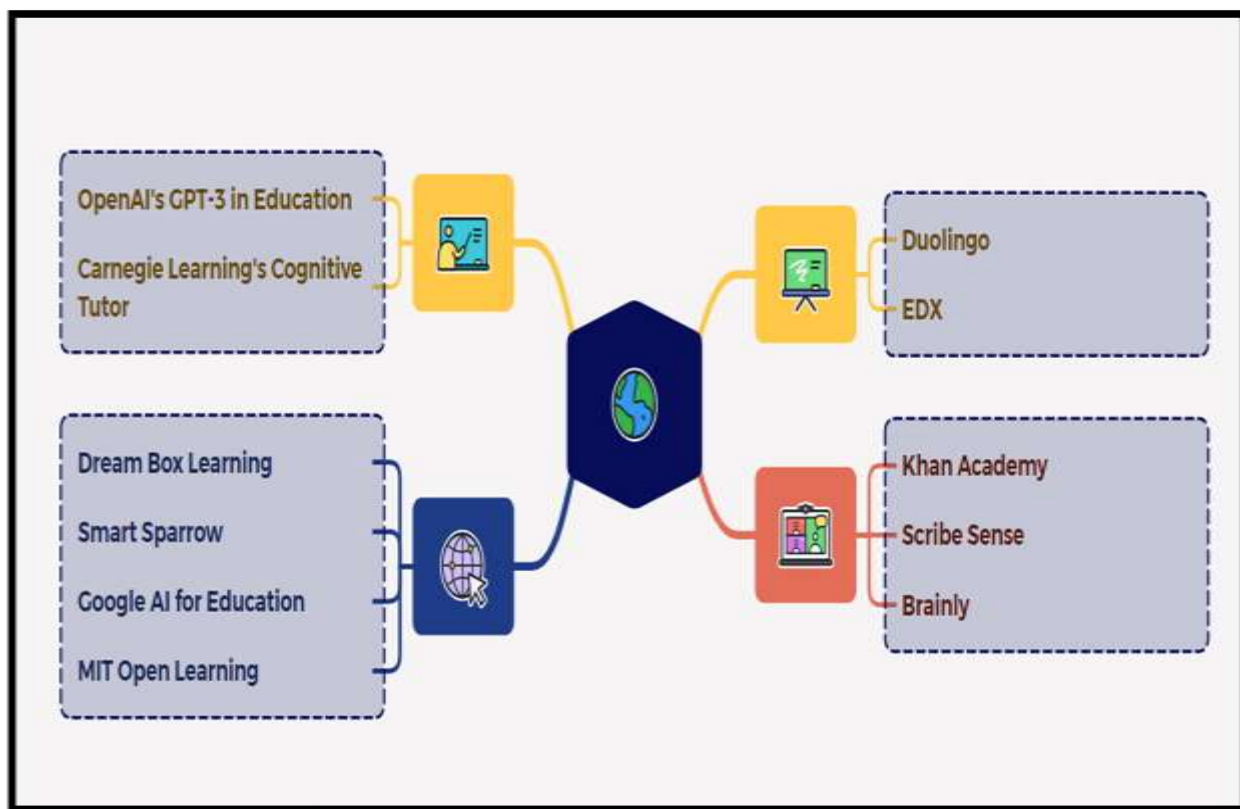 OpenAI's GPT-3 in Education
Carnegie Learning's Cognitive
Tutor
Dream Box Learning
Smart Sparrow
Google AI for Education
MIT Open Learning
Duolingo
EDX
Khan Academy
Scribe Sense
Brainly